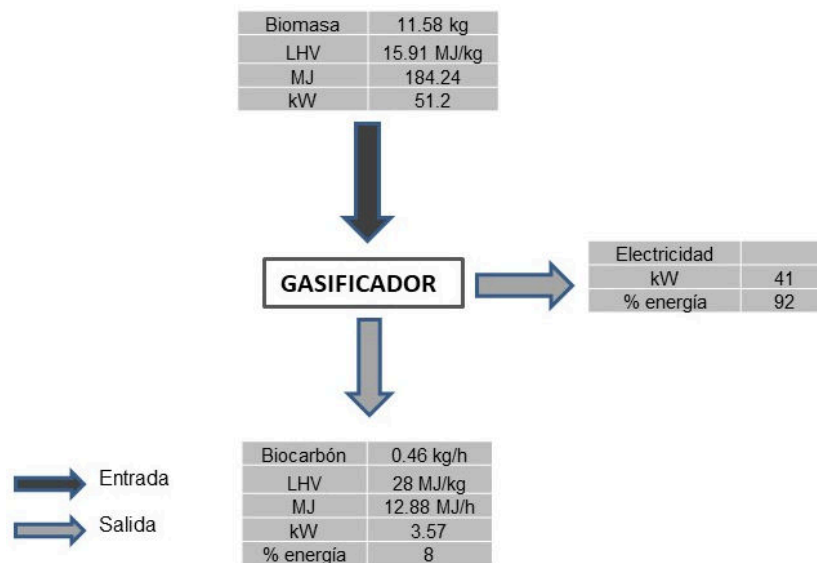 Biomasa 11.58 kg
LHV 15.91 MJ/kg
MJ 184.24
kW 51.2
GASIFICADOR
Electricidad
kW 41
% energía 92
Biocarbón 0.46 kg/h
LHV 28 MJ/kg
MJ 12.88 MJ/h
kW 3.57
% energía 8
Entrada
Salida